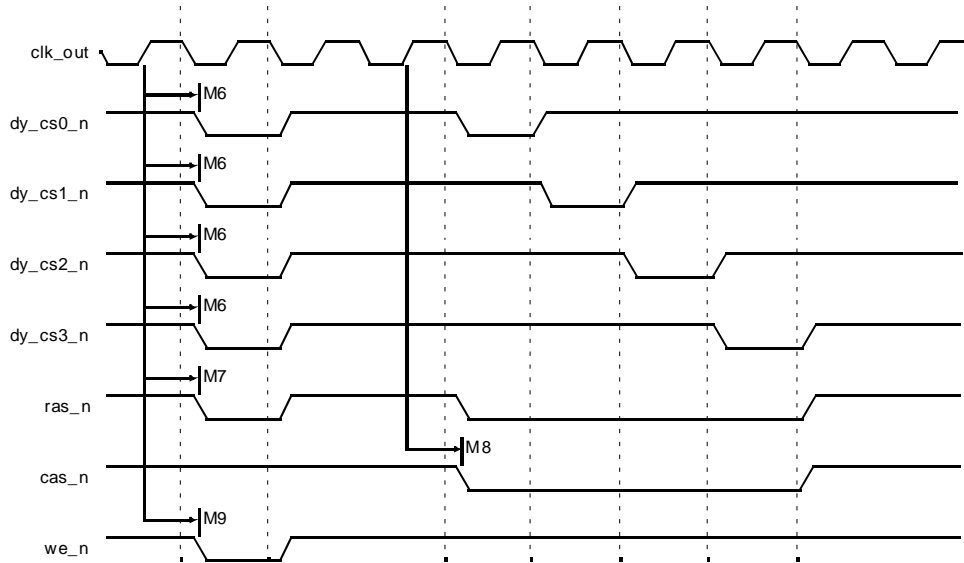 clk_out
M6
dy_cs0_n
M6
dy_cs1_n
M6
dy_cs2_n
M6
dy_cs3_n
M7
ras_n
M8
cas_n
M9
we_n